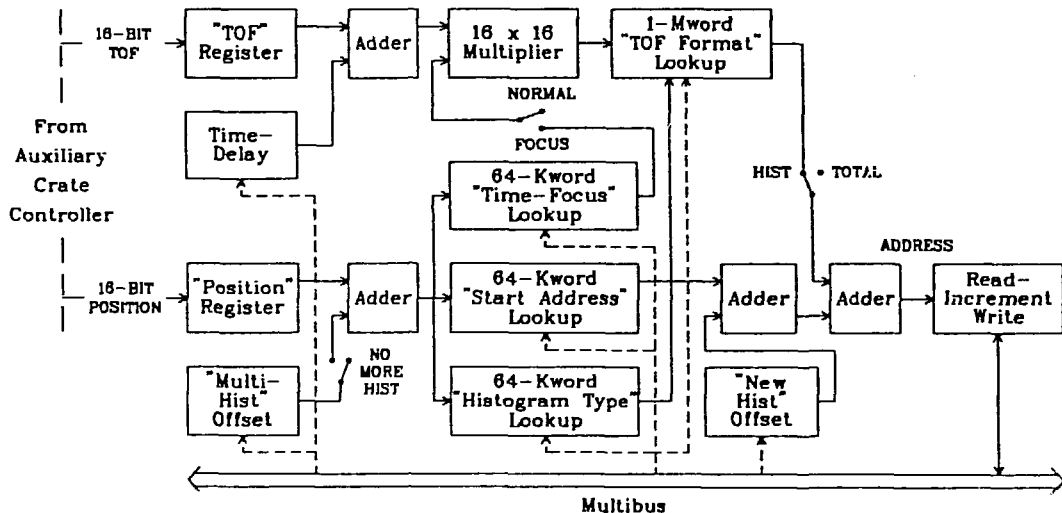 16-BIT
TOF
"TOF"
Register
Adder
16 x 16
Multiplier
1-Mword
"TOF Format"
Lookup
NORMAL
FOCUS
From
Auxiliary
Crate
Controller
Time-
Delay
64-Kword
"Time-Focus"
Lookup
HIST
TOTAL
ADDRESS
16-BIT
POSITION
"Position"
Register
Adder
64-Kword
"Start Address"
Lookup
Adder
Adder
Read-
Increment
Write
NO
MORE
HIST
"Multi-
Hist"
Offset
64-Kword
"Histogram Type"
Lookup
"New
Hist"
Offset
Multibus